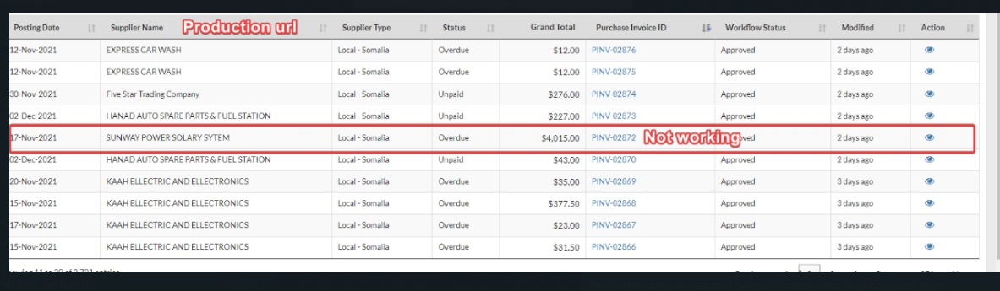 Posting Date Supplier Name Production url Supplier Type Status Grand Total Purchase Invoice ID Workflow Status Modified Action
12-Nov-2021 EXPRESS CAR WASH Local - Somalia Overdue $12.00 PINV-02876 Approved 2 days ago
12-Nov-2021 EXPRESS CAR WASH Local - Somalia Overdue $12.00 PINV-02875 Approved 2 days ago
30-Nov-2021 Five Star Trading Company Local - Somalia Unpaid $276.00 PINV-02874 Approved 2 days ago
02-Dec-2021 HANAD AUTO SPARE PARTS & FUEL STATION Local - Somalia Unpaid $227.00 PINV-02873 Approved 2 days ago
17-Nov-2021 SUNWAY POWER SOLARY SYTEM Local - Somalia Overdue $4,015.00 PINV-02872 Not working 2 days ago
02-Dec-2021 HANAD AUTO SPARE PARTS & FUEL STATION Local - Somalia Unpaid $43.00 PINV-02870 Approved 2 days ago
20-Nov-2021 KAAH ELLECTRIC AND ELLECTRONICS Local - Somalia Overdue $35.00 PINV-02869 Approved 3 days ago
15-Nov-2021 KAAH ELLECTRIC AND ELLECTRONICS Local - Somalia Overdue $377.50 PINV-02868 Approved 3 days ago
17-Nov-2021 KAAH ELLECTRIC AND ELLECTRONICS Local - Somalia Overdue $23.00 PINV-02867 Approved 3 days ago
15-Nov-2021 KAAH ELLECTRIC AND ELLECTRONICS Local - Somalia Overdue $31.50 PINV-02866 Approved 3 days ago